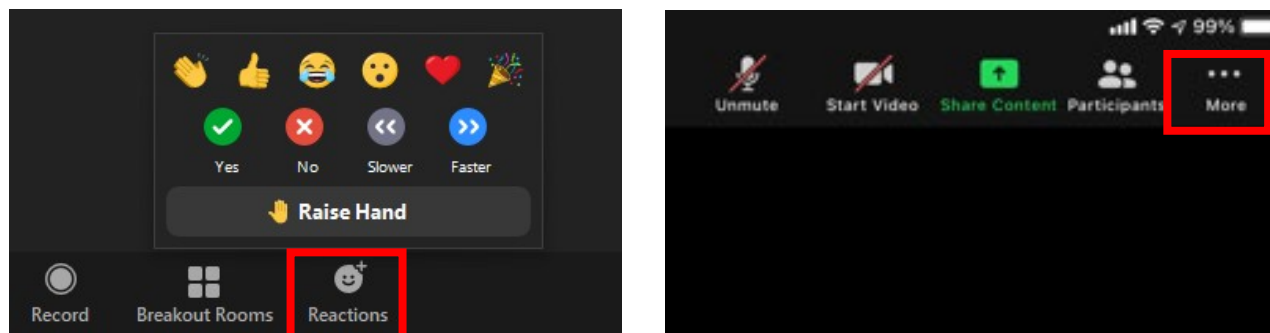 Yes No Slower Faster
Raise Hand
Record Breakout Rooms Reactions
99%
Unmute Start Video Share Content Participants More